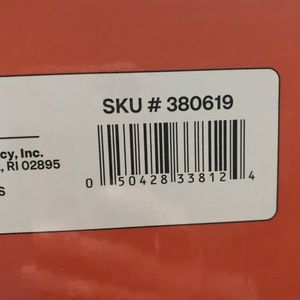 SKU # 380619
cy, Inc.
, RI 02895
S
0 50428 33812 4